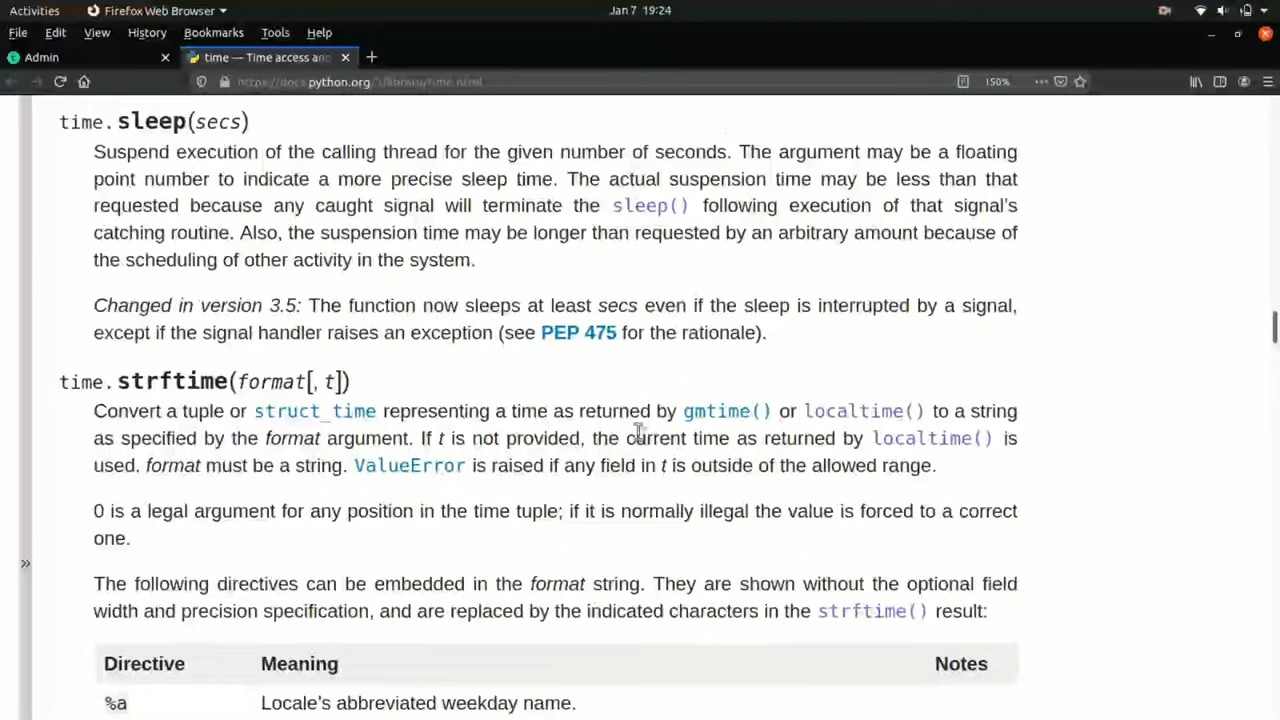 Activities Firefox Web Browser Jan 7 19:24
File Edit View History Bookmarks Tools Help
Admin time — Time access and
docs.python.org 150%
time.sleep(secs)
Suspend execution of the calling thread for the given number of seconds. The argument may be a floating
point number to indicate a more precise sleep time. The actual suspension time may be less than that
requested because any caught signal will terminate the sleep() following execution of that signal's
catching routine. Also, the suspension time may be longer than requested by an arbitrary amount because of
the scheduling of other activity in the system.
Changed in version 3.5: The function now sleeps at least secs even if the sleep is interrupted by a signal,
except if the signal handler raises an exception (see PEP 475 for the rationale).
time.strftime(format[, t])
Convert a tuple or struct_time representing a time as returned by gmtime() or localtime() to a string
as specified by the format argument. If t is not provided, the current time as returned by localtime() is
used. format must be a string. ValueError is raised if any field in t is outside of the allowed range.
0 is a legal argument for any position in the time tuple; if it is normally illegal the value is forced to a correct
one.
The following directives can be embedded in the format string. They are shown without the optional field
width and precision specification, and are replaced by the indicated characters in the strftime() result:
Directive Meaning Notes
%a Locale's abbreviated weekday name.